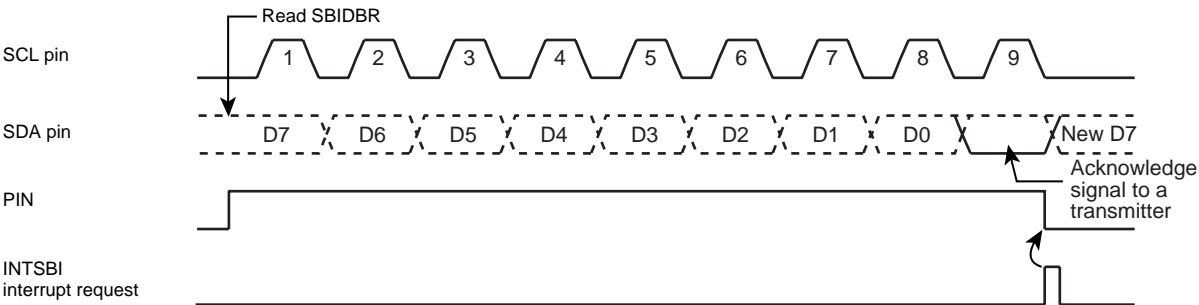 Read SBIDBR
SCL pin
1 2 3 4 5 6 7 8 9
SDA pin
D7 D6 D5 D4 D3 D2 D1 D0 New D7
Acknowledge
signal to a
transmitter
PIN
INTSBI
interrupt request